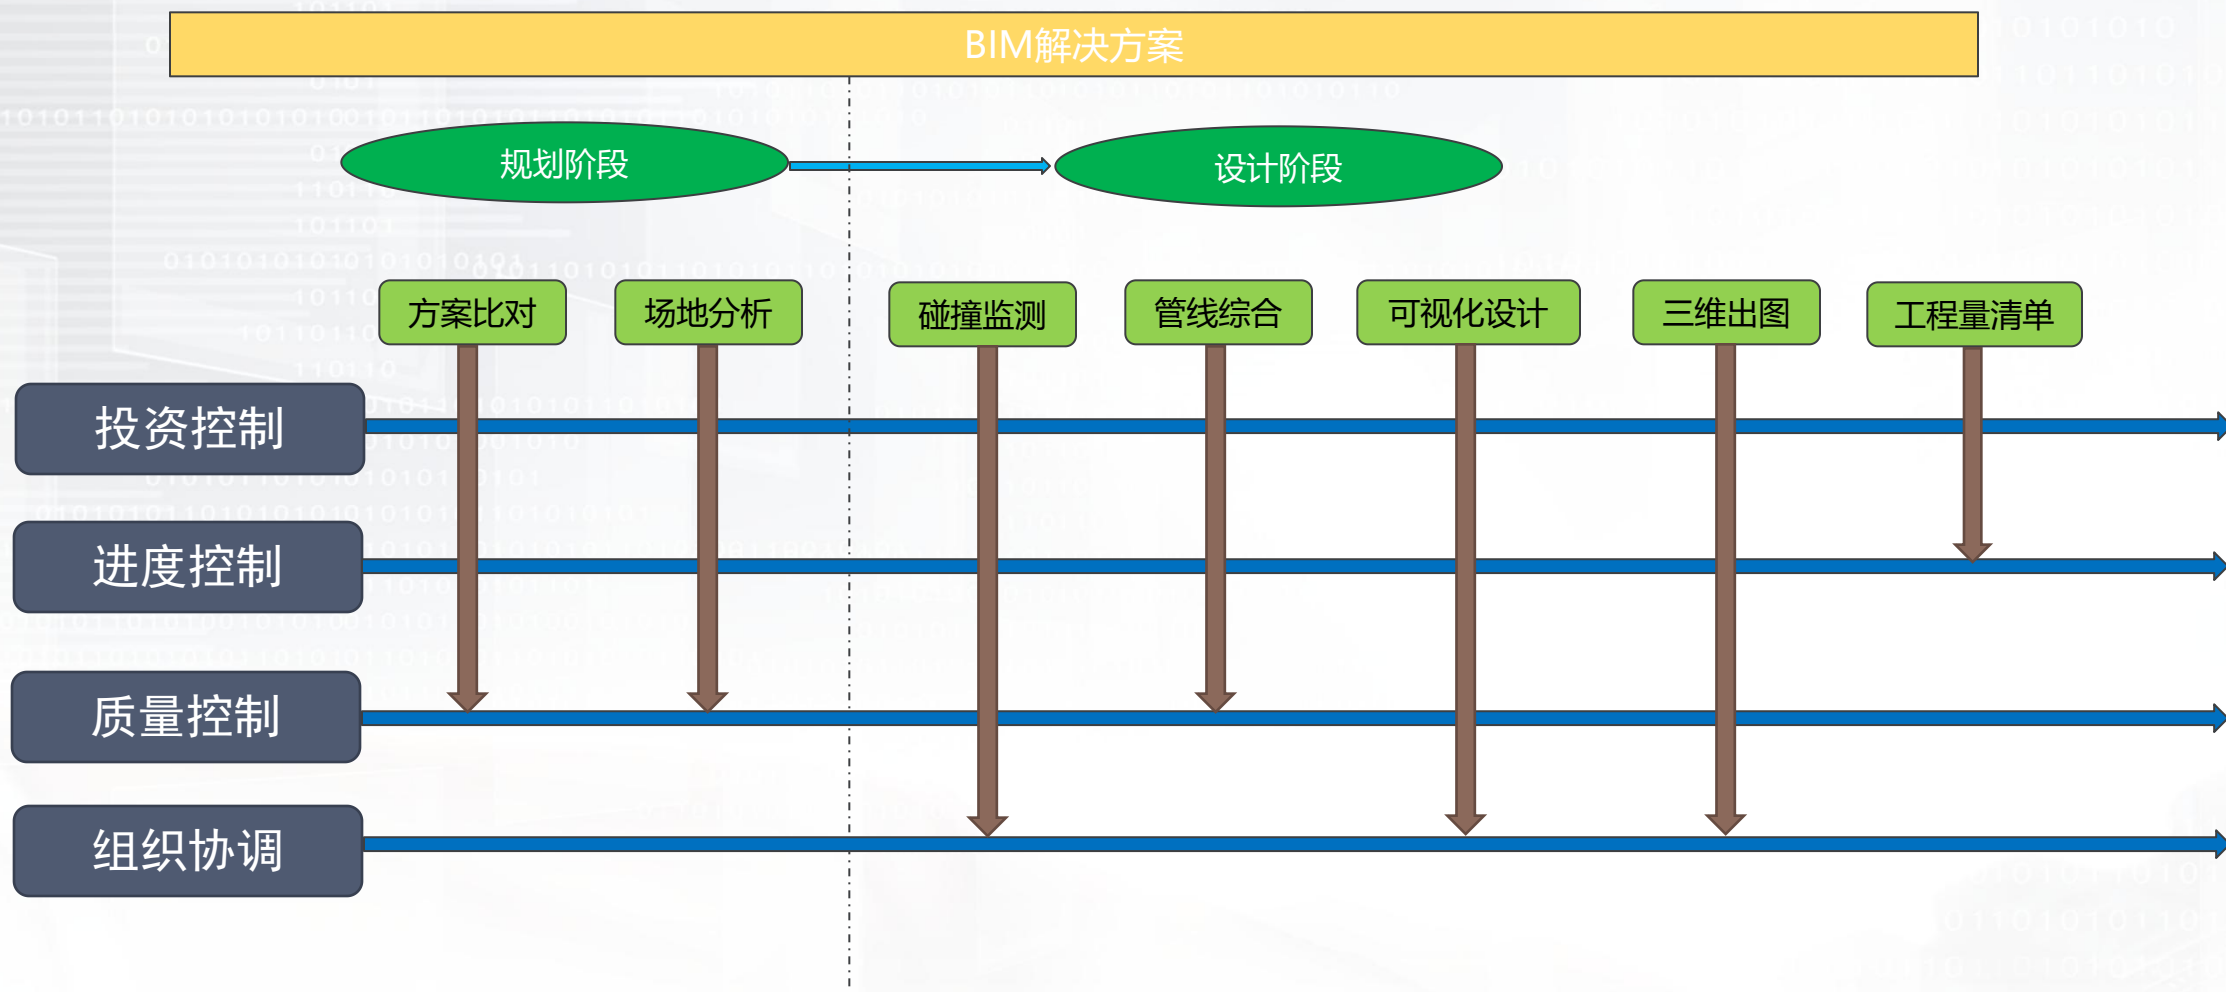 BIM解决方案
规划阶段
设计阶段
方案比对
场地分析
碰撞监测
管线综合
可视化设计
三维出图
工程量清单
投资控制
进度控制
质量控制
组织协调